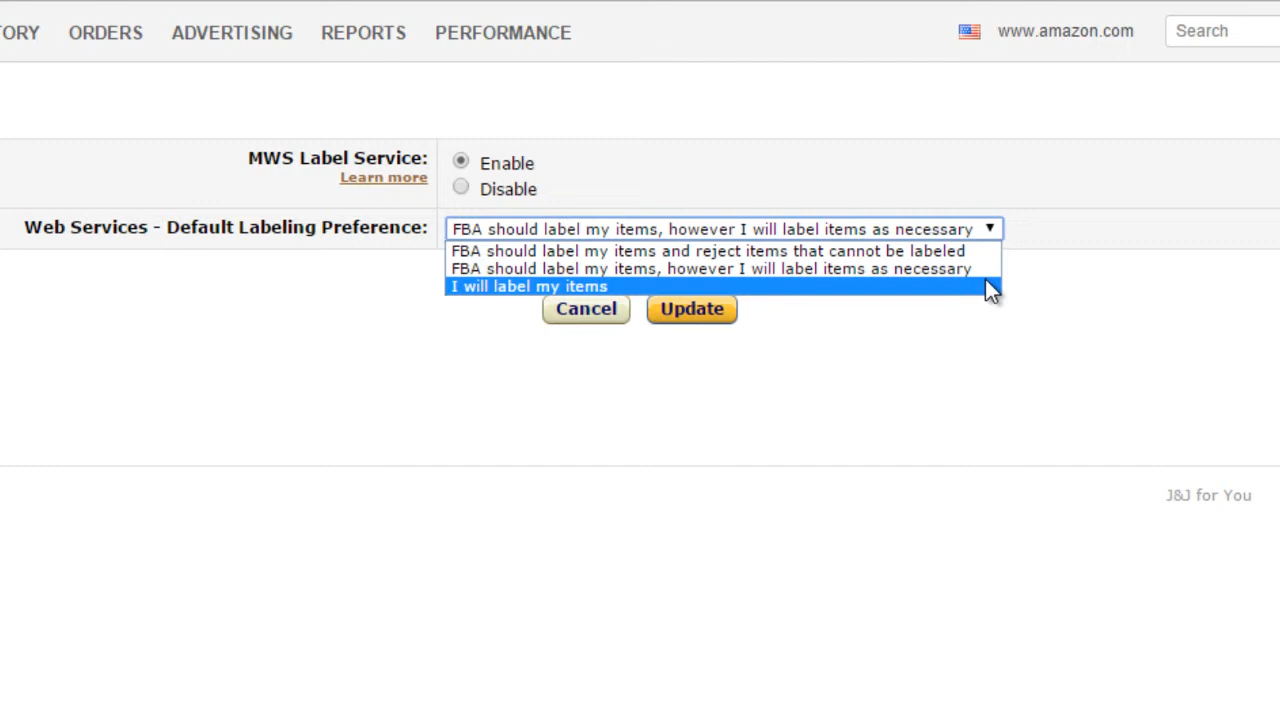 TORY ORDERS ADVERTISING REPORTS PERFORMANCE www.amazon.com Search
MWS Label Service:
Learn more
Enable
Disable
Web Services - Default Labeling Preference:
FBA should label my items, however I will label items as necessary
FBA should label my items and reject items that cannot be labeled
FBA should label my items, however I will label items as necessary
I will label my items
Cancel Update
J&J for You